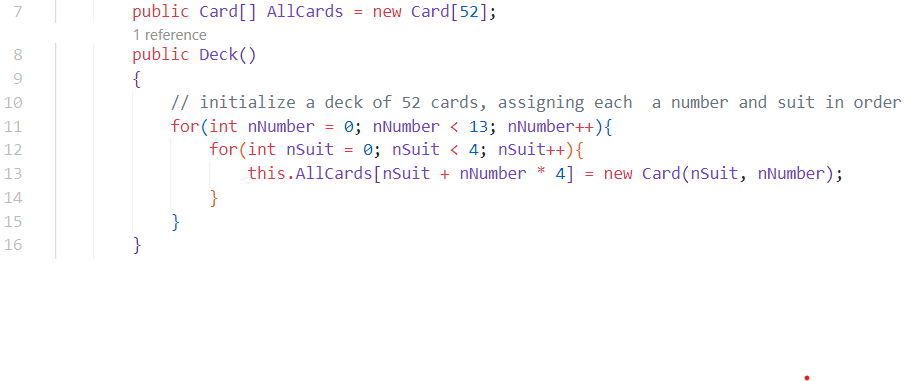 7 public Card[] AllCards = new Card[52];
1 reference
8 public Deck()
9 {
10 // initialize a deck of 52 cards, assigning each  a number and suit in order
11 for(int nNumber = 0; nNumber < 13; nNumber++){
12 for(int nSuit = 0; nSuit < 4; nSuit++){
13 this.AllCards[nSuit + nNumber * 4] = new Card(nSuit, nNumber);
14 }
15 }
16 }